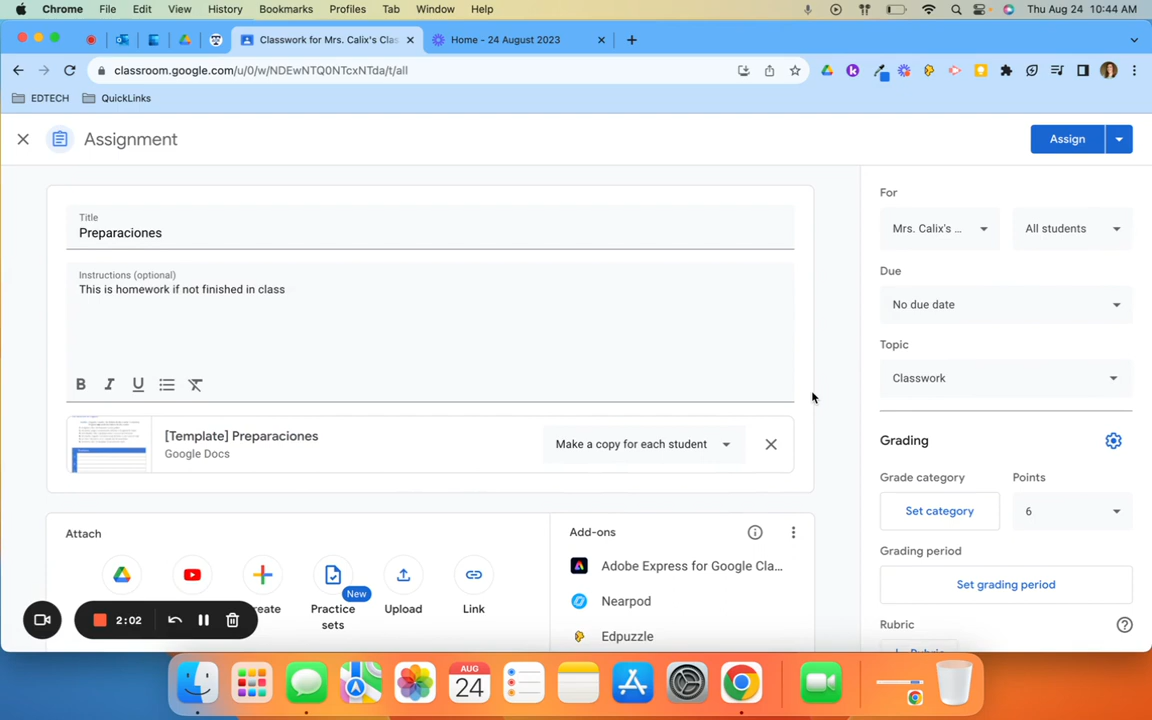 Chrome File Edit View History Bookmarks Profiles Tab Window Help Thu Aug 24 10:44 AM
Classwork for Mrs. Calix's Clas Home - 24 August 2023
classroom.google.com/u/0/w/NDEwNTQ0NTcxNTda/t/all
EDTECH QuickLinks
Assignment Assign
For
Title
Preparaciones
Mrs. Calix's ... All students
Due
Instructions (optional)
This is homework if not finished in class
No due date
Topic
Classwork
B I U
[Template] Preparaciones
Google Docs
Make a copy for each student
Grading
Grade category Points
Set category 6
Attach
Add-ons
Grading period
Adobe Express for Google Cla...
Set grading period
New
Nearpod
eate Practice sets Upload Link
2:02
Rubric
Edpuzzle
AUG
24